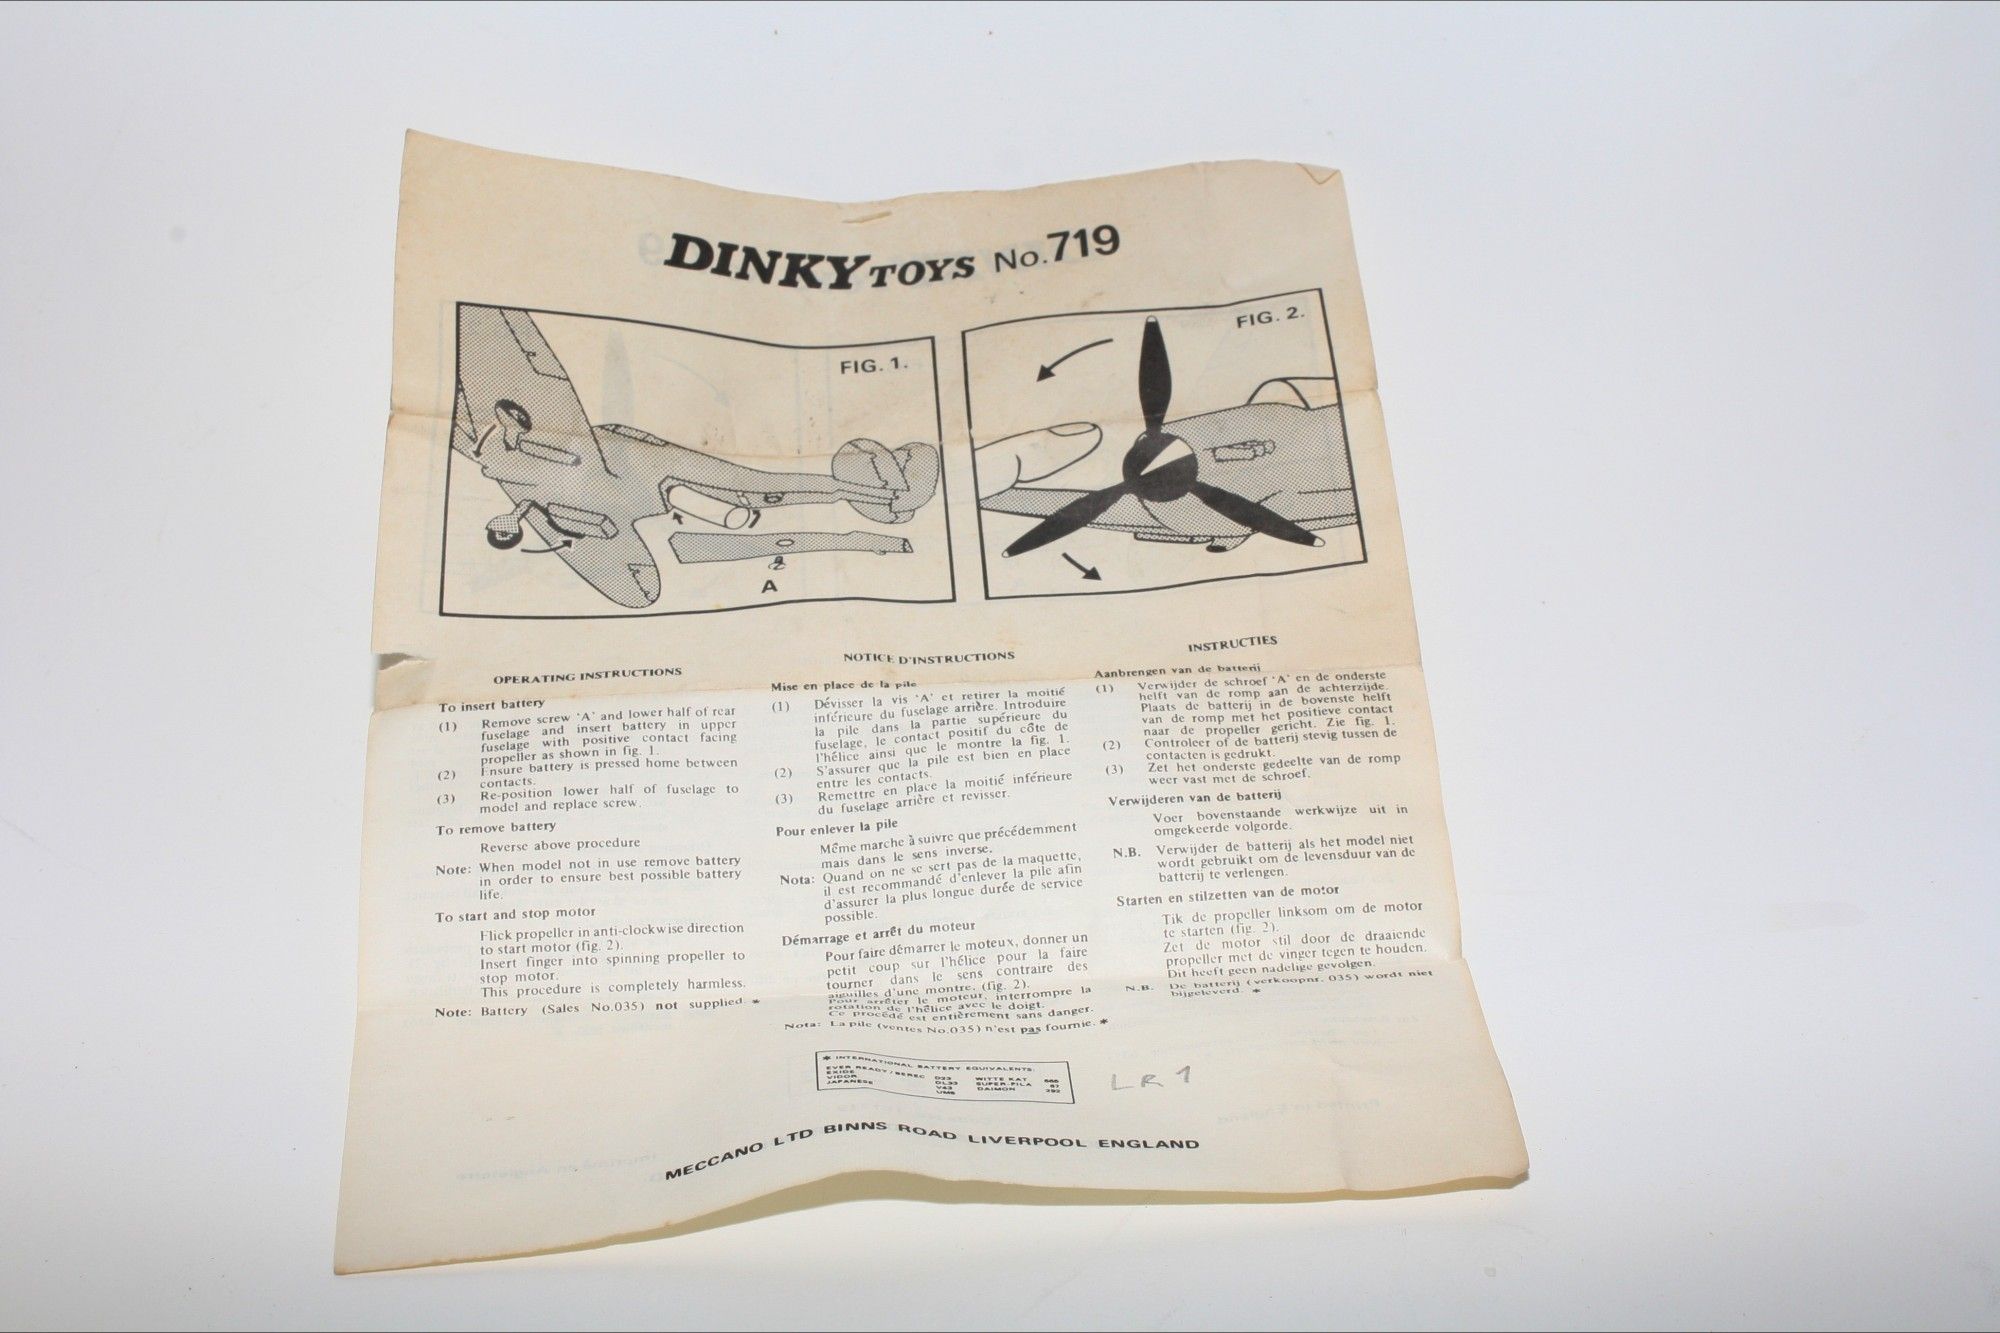 DINKY TOYS No. 719
FIG. 1.
A
FIG. 2.
OPERATING INSTRUCTIONS
To insert battery
(1) Remove screw 'A' and lower half of rear
fuselage and insert battery in upper
fuselage with positive contact facing
propeller as shown in fig. 1.
(2) Ensure battery is pressed home between
contacts.
(3) Re-position lower half of fuselage to
model and replace screw.
To remove battery
Reverse above procedure
Note: When model not in use remove battery
in order to ensure best possible battery
life.
To start and stop motor
Flick propeller in anti-clockwise direction
to start motor (fig. 2).
Insert finger into spinning propeller to
stop motor.
This procedure is completely harmless.
Note: Battery (Sales No.035) not supplied. *
NOTICE D'INSTRUCTIONS
Mise en place de la pile
(1) Dévisser la vis 'A' et retirer la moitié
inférieure du fuselage arrière. Introduire
la pile dans la partie supérieure du
fuselage, le contact positif du côte de
l'hélice ainsi que le montre la fig. 1.
(2) S'assurer que la pile est bien en place
entre les contacts.
(3) Remettre en place la moitié inférieure
du fuselage arrière et revisser.
Pour enlever la pile
Même marche à suivre que précédemment
mais dans le sens inverse.
Nota: Quand on ne se sert pas de la maquette,
il est recommandé d'enlever la pile afin
d'assurer la plus longue durée de service
possible.
Démarrage et arrêt du moteur
Pour faire démarrer le moteux, donner un
petit coup sur l'hélice pour la faire
tourner dans le sens contraire des
aiguilles d'une montre. (fig. 2).
Pour arrêter le moteur, interrompre la
rotation de l'hélice avec le doigt.
Ce procédé est entièrement sans danger.
Nota: La pile (ventes No.035) n'est pas fournie. *
INSTRUCTIES
Aanbrengen van de batterij
(1) Verwijder de schroef 'A' en de onderste
helft van de romp aan de achterzijde.
Plaats de batterij in de bovenste helft
van de romp met het positieve contact
naar de propeller gericht. Zie fig. 1.
(2) Controleer of de batterij stevig tussen de
contacten is gedrukt.
(3) Zet het onderste gedeelte van de romp
weer vast met de schroef.
Verwijderen van de batterij
Voer bovenstaande werkwijze uit in
omgekeerde volgorde.
N.B. Verwijder de batterij als het model niet
wordt gebruikt om de levensduur van de
batterij te verlengen.
Starten en stilzetten van de motor
Tik de propeller linksom om de motor
te starten (fig. 2).
Zet de motor stil door de draaiende
propeller met de vinger tegen te houden.
Dit heeft geen nadelige gevolgen.
N.B. De batterij (verkoopnr. 035) wordt niet
bijgeleverd. *
* INTERNATIONAL BATTERY EQUIVALENTS:
EVER READY / BEREC D23 WITTE KAT
EXIDE DL33 SUPER-PILA
VIDOR V43 DAIMON
JAPANESE UM5
LR 1
MECCANO LTD BINNS ROAD LIVERPOOL ENGLAND